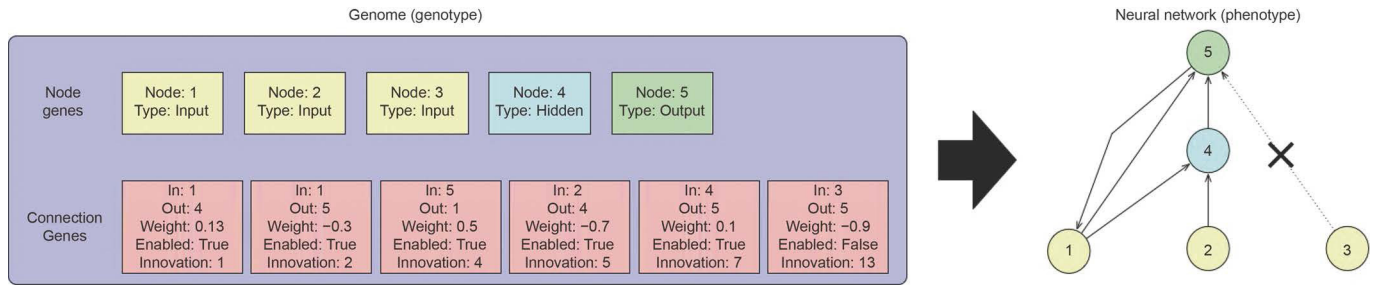 Genome (genotype)
Neural network (phenotype)
Node
genes
Node: 1
Type: Input
Node: 2
Type: Input
Node: 3
Type: Input
Node: 4
Type: Hidden
Node: 5
Type: Output
Connection
Genes
In: 1
Out: 4
Weight: 0.13
Enabled: True
Innovation: 1
In: 1
Out: 5
Weight: −0.3
Enabled: True
Innovation: 2
In: 5
Out: 1
Weight: 0.5
Enabled: True
Innovation: 4
In: 2
Out: 4
Weight: −0.7
Enabled: True
Innovation: 5
In: 4
Out: 5
Weight: 0.1
Enabled: True
Innovation: 7
In: 3
Out: 5
Weight: −0.9
Enabled: False
Innovation: 13
5
4
1
2
3